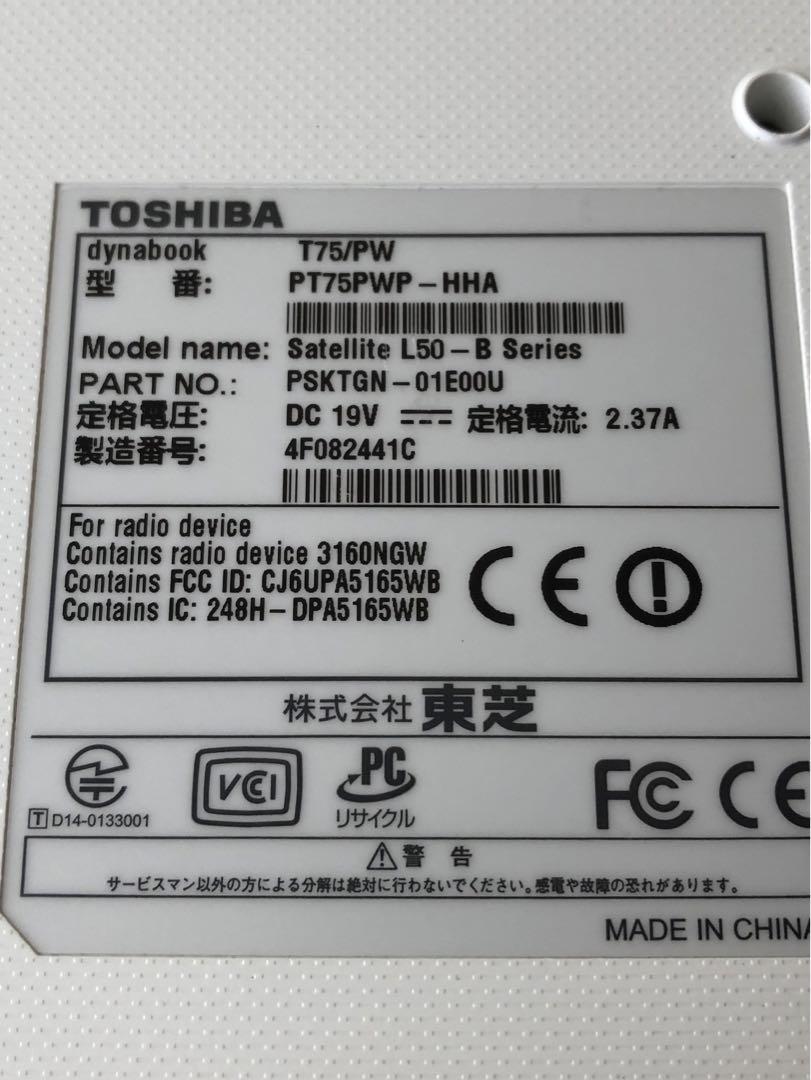 TOSHIBA
dynabook T75/PW
型 番: PT75PWP-HHA
Model name: Satellite L50-B Series
PART NO.: PSKTGN-01E00U
定格電圧: DC 19V 定格電流: 2.37A
製造番号: 4F082441C
For radio device
Contains radio device 3160NGW
Contains FCC ID: CJ6UPA5165WB
Contains IC: 248H-DPA5165WB
CE
株式会社 東芝
T D14-0133001
VCI
PC
リサイクル
FC CE
警 告
サービスマン以外の方による分解は絶対に行わないでください。感電や故障の恐れがあります。
MADE IN CHINA